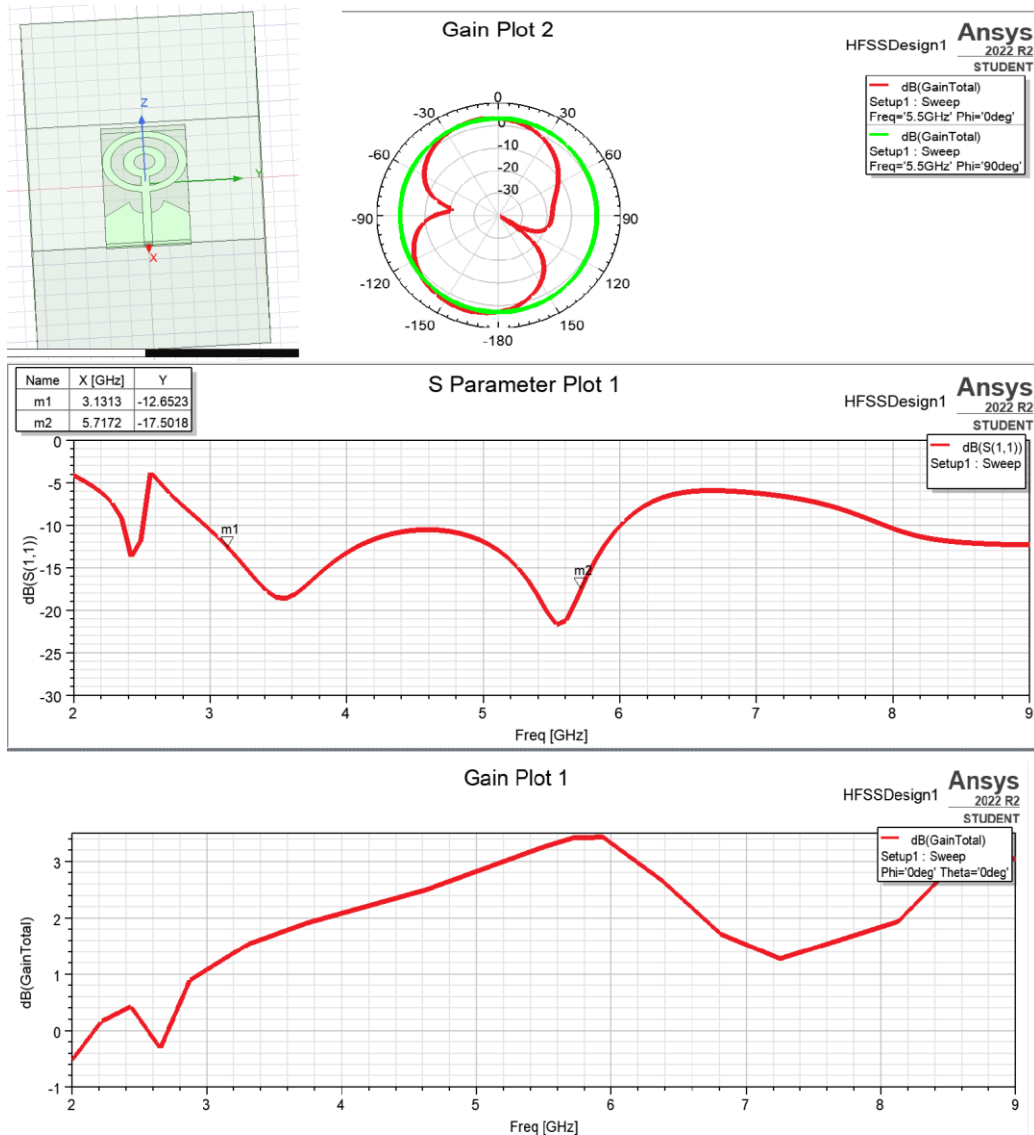 Z
Y
X
Gain Plot 2
HFSSDesign1
Ansys
2022 R2
STUDENT
dB(GainTotal)
Setup1 : Sweep
Freq='5.5GHz' Phi='0deg'
dB(GainTotal)
Setup1 : Sweep
Freq='5.5GHz' Phi='90deg'
0
-30 30
0
-10
-60 -20 60
-30
-90 90
-120 120
-150 150
-180
Name X [GHz] Y
m1 3.1313 -12.6523
m2 5.7172 -17.5018
S Parameter Plot 1
HFSSDesign1
Ansys
2022 R2
STUDENT
dB(S(1,1))
Setup1 : Sweep
m1
m2
dB(S(1,1))
0
-5
-10
-15
-20
-25
-30
2 3 4 5 6 7 8 9
Freq [GHz]
Gain Plot 1
HFSSDesign1
Ansys
2022 R2
STUDENT
dB(GainTotal)
Setup1 : Sweep
Phi='0deg' Theta='0deg'
dB(GainTotal)
3
2
1
0
-1
2 3 4 5 6 7 8 9
Freq [GHz]